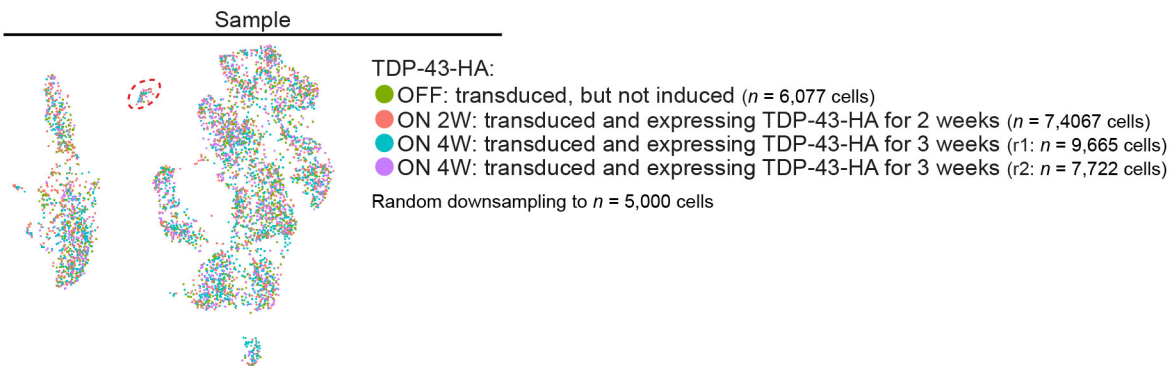 Sample
TDP-43-HA:
OFF: transduced, but not induced (n = 6,077 cells)
ON 2W: transduced and expressing TDP-43-HA for 2 weeks (n = 7,4067 cells)
ON 4W: transduced and expressing TDP-43-HA for 3 weeks (r1: n = 9,665 cells)
ON 4W: transduced and expressing TDP-43-HA for 3 weeks (r2: n = 7,722 cells)
Random downsampling to n = 5,000 cells